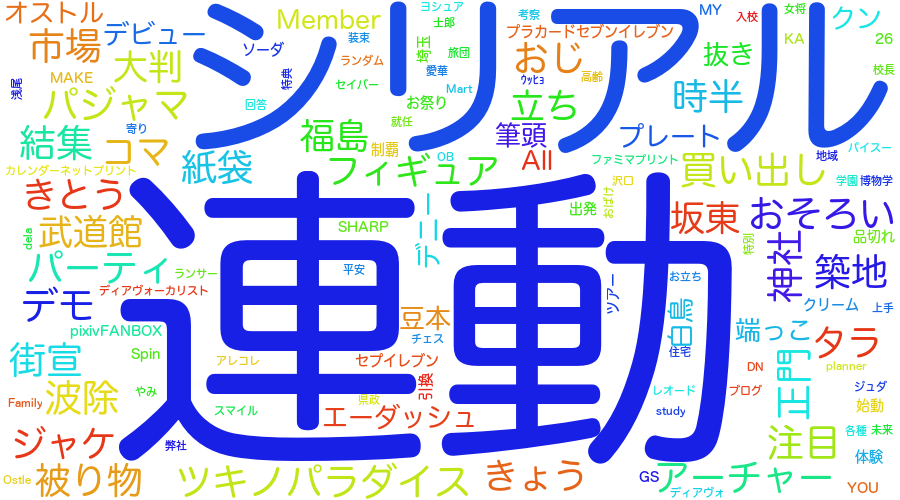 オストル
市場
デビュー
シリアル
Member
ヨシュア
士郎
考察
MY
入校
女将
クン
ソーダ
装束
埼玉
旅団
プラカードセブンイレブン
KA
26
浅尾
MAKE
大判
特典
ランダム
愛華
おじ
ウッヒョ
高齢
抜き
校長
パジャマ
回答
セイバー
お祭り
Mart
立ち
時半
結集
寄り
コマ
福島
就任
制覇
筆頭
プレート
地域
パイスー
カレンダーネットプリント
紙袋
フィギュア
OB
All
ファミマプリント
買い出し
学園
博物学
きとう
沢口
出発
おばけ
坂東
おそろい
dela
武道館
SHARP
デニー
特別
神社
品切れ
パーティ
ランサー
平安
運動
お立ち
築地
デモ
ディアヴォーカリスト
ツアー
白鳥
クリーム
上手
pixivFANBOX
豆本
チェス
住宅
端っこ
タラ
街宣
Spin
アレコレ
セブイレブン
DN
正門
planner
Family
波除
やみ
スマイル
県政
引換
レオード
ブログ
ジュダ
始動
ジャケ
弊社
エーダッシュ
study
注目
各種
未来
Ostle
被り物
ツキノパラダイス
きょう
GS
アーチャー
ディアヴォ
体験
YOU